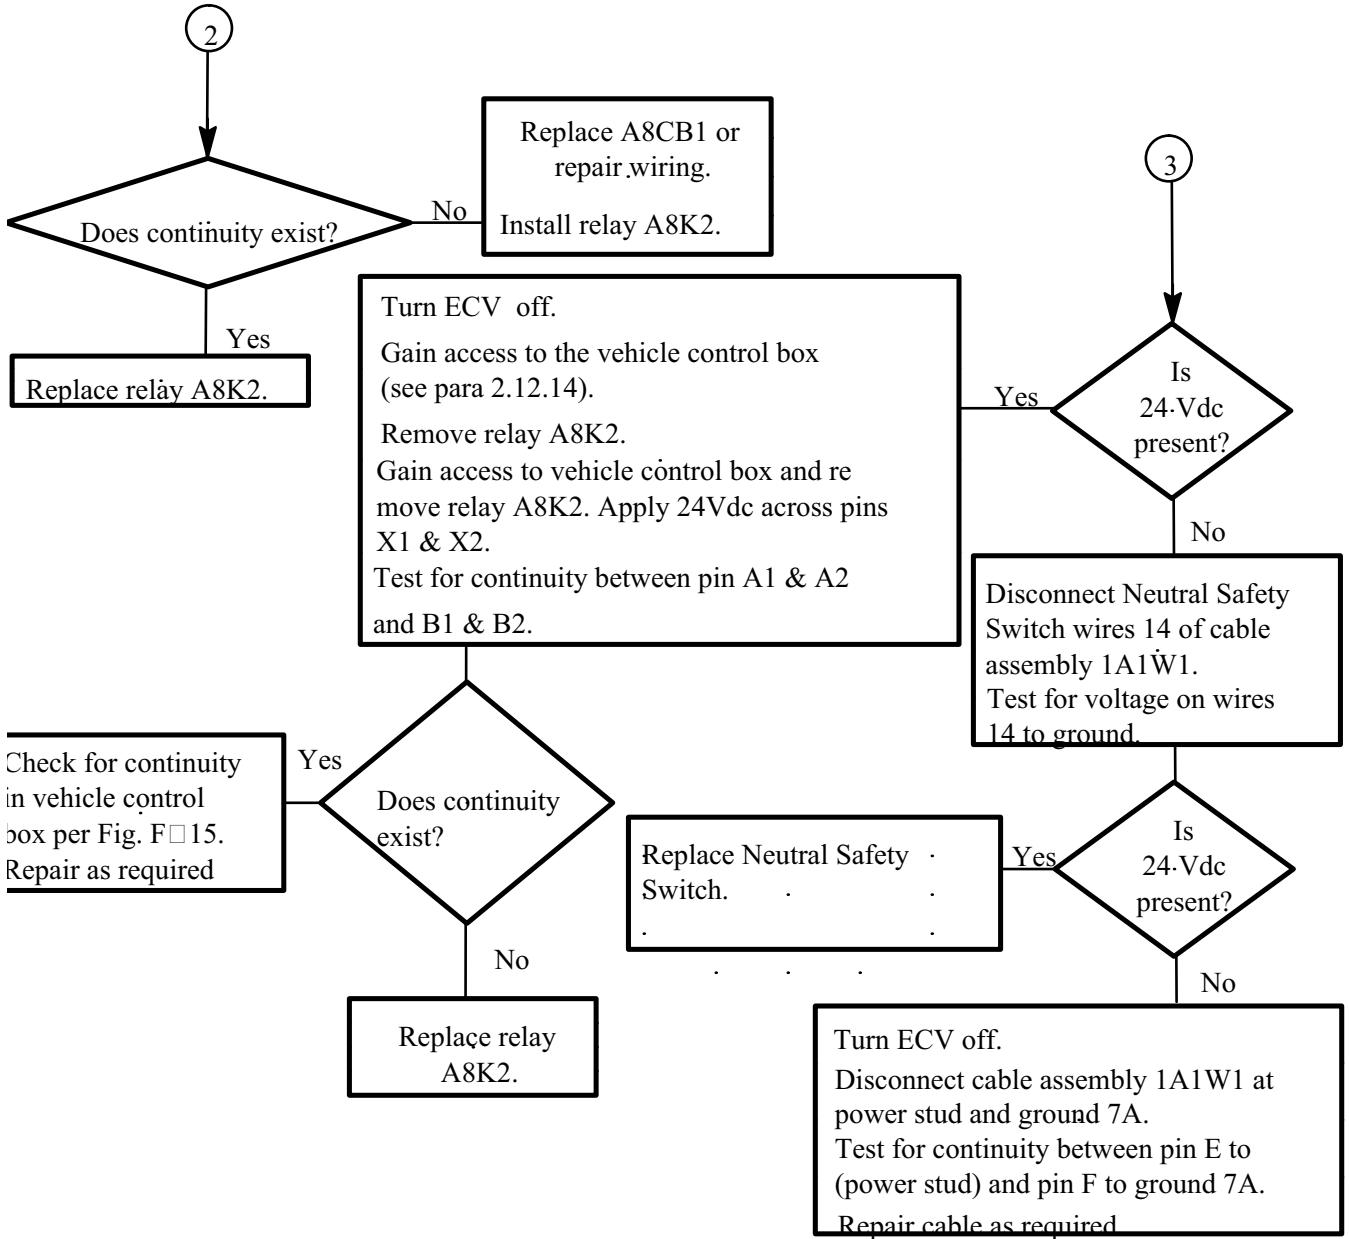 2
Replace A8CB1 or
repair wiring.
Install relay A8K2.
3
No
Does continuity exist?
Yes
Replace relay A8K2.
Turn ECV off.
Gain access to the vehicle control box
(see para 2.12.14).
Remove relay A8K2.
Gain access to vehicle control box and re
move relay A8K2. Apply 24Vdc across pins
X1 & X2.
Test for continuity between pin A1 & A2
and B1 & B2.
Yes
Is
24 Vdc
present?
No
Disconnect Neutral Safety
Switch wires 14 of cable
assembly 1A1W1.
Test for voltage on wires
14 to ground.
Check for continuity
in vehicle control
box per Fig. F□15.
Repair as required
Yes
Does continuity
exist?
Replace Neutral Safety
Switch.
Yes
Is
24 Vdc
present?
No
No
Replace relay
A8K2.
Turn ECV off.
Disconnect cable assembly 1A1W1 at
power stud and ground 7A.
Test for continuity between pin E to
(power stud) and pin F to ground 7A.
Repair cable as required